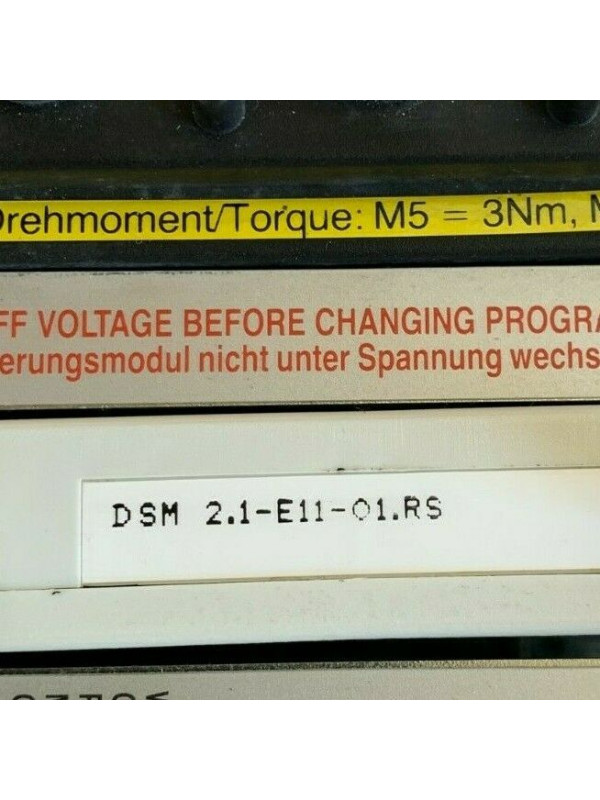 Drehmoment/Torque: M5 = 3Nm, M
FF VOLTAGE BEFORE CHANGING PROGRA
erungsmodul nicht unter Spannung wechs
DSM 2.1-E11-01.RS